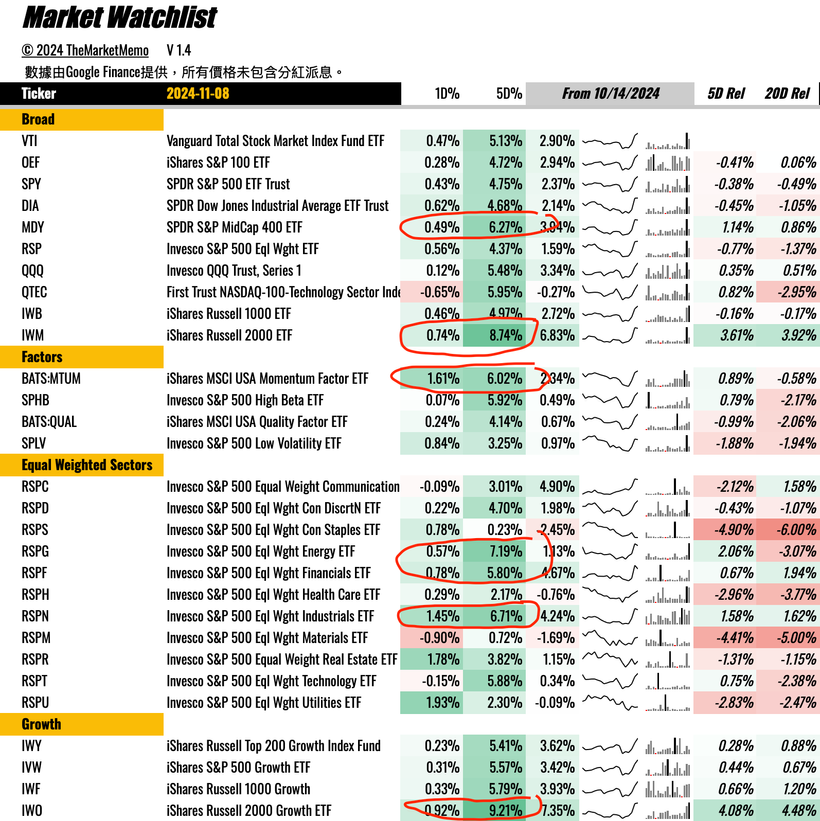 Market Watchlist
© 2024 TheMarketMemo V 1.4
數據由Google Finance提供，所有價格未包含分紅派息。
Ticker 2024-11-08 1D% 5D% From 10/14/2024 5D Rel 20D Rel
Broad
VTI Vanguard Total Stock Market Index Fund ETF 0.47% 5.13% 2.90%
OEF iShares S&P 100 ETF 0.28% 4.72% 2.94% -0.41% 0.06%
SPY SPDR S&P 500 ETF Trust 0.43% 4.75% 2.37% -0.38% -0.49%
DIA SPDR Dow Jones Industrial Average ETF Trust 0.62% 4.68% 2.14% -0.45% -1.05%
MDY SPDR S&P MidCap 400 ETF 0.49% 6.27% 3.94% 1.14% 0.86%
RSP Invesco S&P 500 Eql Wght ETF 0.56% 4.37% 1.59% -0.77% -1.37%
QQQ Invesco QQQ Trust, Series 1 0.12% 5.48% 3.34% 0.35% 0.51%
QTEC First Trust NASDAQ-100-Technology Sector Inde -0.65% 5.95% -0.27% 0.82% -2.95%
IWB iShares Russell 1000 ETF 0.46% 4.97% 2.72% -0.16% -0.17%
IWM iShares Russell 2000 ETF 0.74% 8.74% 6.83% 3.61% 3.92%
Factors
BATS:MTUM iShares MSCI USA Momentum Factor ETF 1.61% 6.02% 2.34% 0.89% -0.58%
SPHB Invesco S&P 500 High Beta ETF 0.07% 5.92% 0.49% 0.79% -2.17%
BATS:QUAL iShares MSCI USA Quality Factor ETF 0.24% 4.14% 0.67% -0.99% -2.06%
SPLV Invesco S&P 500 Low Volatility ETF 0.84% 3.25% 0.97% -1.88% -1.94%
Equal Weighted Sectors
RSPC Invesco S&P 500 Equal Weight Communication -0.09% 3.01% 4.90% -2.12% 1.58%
RSPD Invesco S&P 500 Eql Wght Con DiscrtN ETF 0.22% 4.70% 1.98% -0.43% -1.07%
RSPS Invesco S&P 500 Eql Wght Con Staples ETF 0.78% 0.23% -2.45% -4.90% -6.00%
RSPG Invesco S&P 500 Eql Wght Energy ETF 0.57% 7.19% 1.13% 2.06% -3.07%
RSPF Invesco S&P 500 Eql Wght Financials ETF 0.78% 5.80% 4.67% 0.67% 1.94%
RSPH Invesco S&P 500 Eql Wght Health Care ETF 0.29% 2.17% -0.76% -2.96% -3.77%
RSPN Invesco S&P 500 Eql Wght Industrials ETF 1.45% 6.71% 4.24% 1.58% 1.62%
RSPM Invesco S&P 500 Eql Wght Materials ETF -0.90% 0.72% -1.69% -4.41% -5.00%
RSPR Invesco S&P 500 Equal Weight Real Estate ETF 1.78% 3.82% 1.15% -1.31% -1.15%
RSPT Invesco S&P 500 Eql Wght Technology ETF -0.15% 5.88% 0.34% 0.75% -2.38%
RSPU Invesco S&P 500 Eql Wght Utilities ETF 1.93% 2.30% -0.09% -2.83% -2.47%
Growth
IWY iShares Russell Top 200 Growth Index Fund 0.23% 5.41% 3.62% 0.28% 0.88%
IVW iShares S&P 500 Growth ETF 0.31% 5.57% 3.42% 0.44% 0.67%
IWF iShares Russell 1000 Growth 0.33% 5.79% 3.93% 0.66% 1.20%
IWO iShares Russell 2000 Growth ETF 0.92% 9.21% 7.35% 4.08% 4.48%